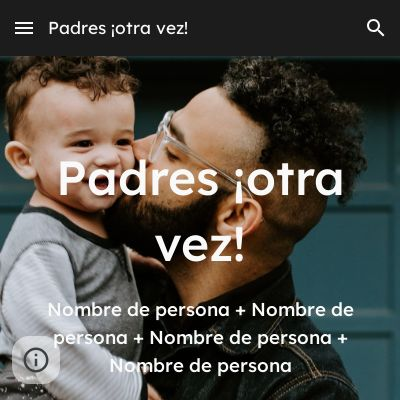 Padres ¡otra vez!
Padres ¡otra
vez!
Nombre de persona + Nombre de
persona + Nombre de persona +
Nombre de persona